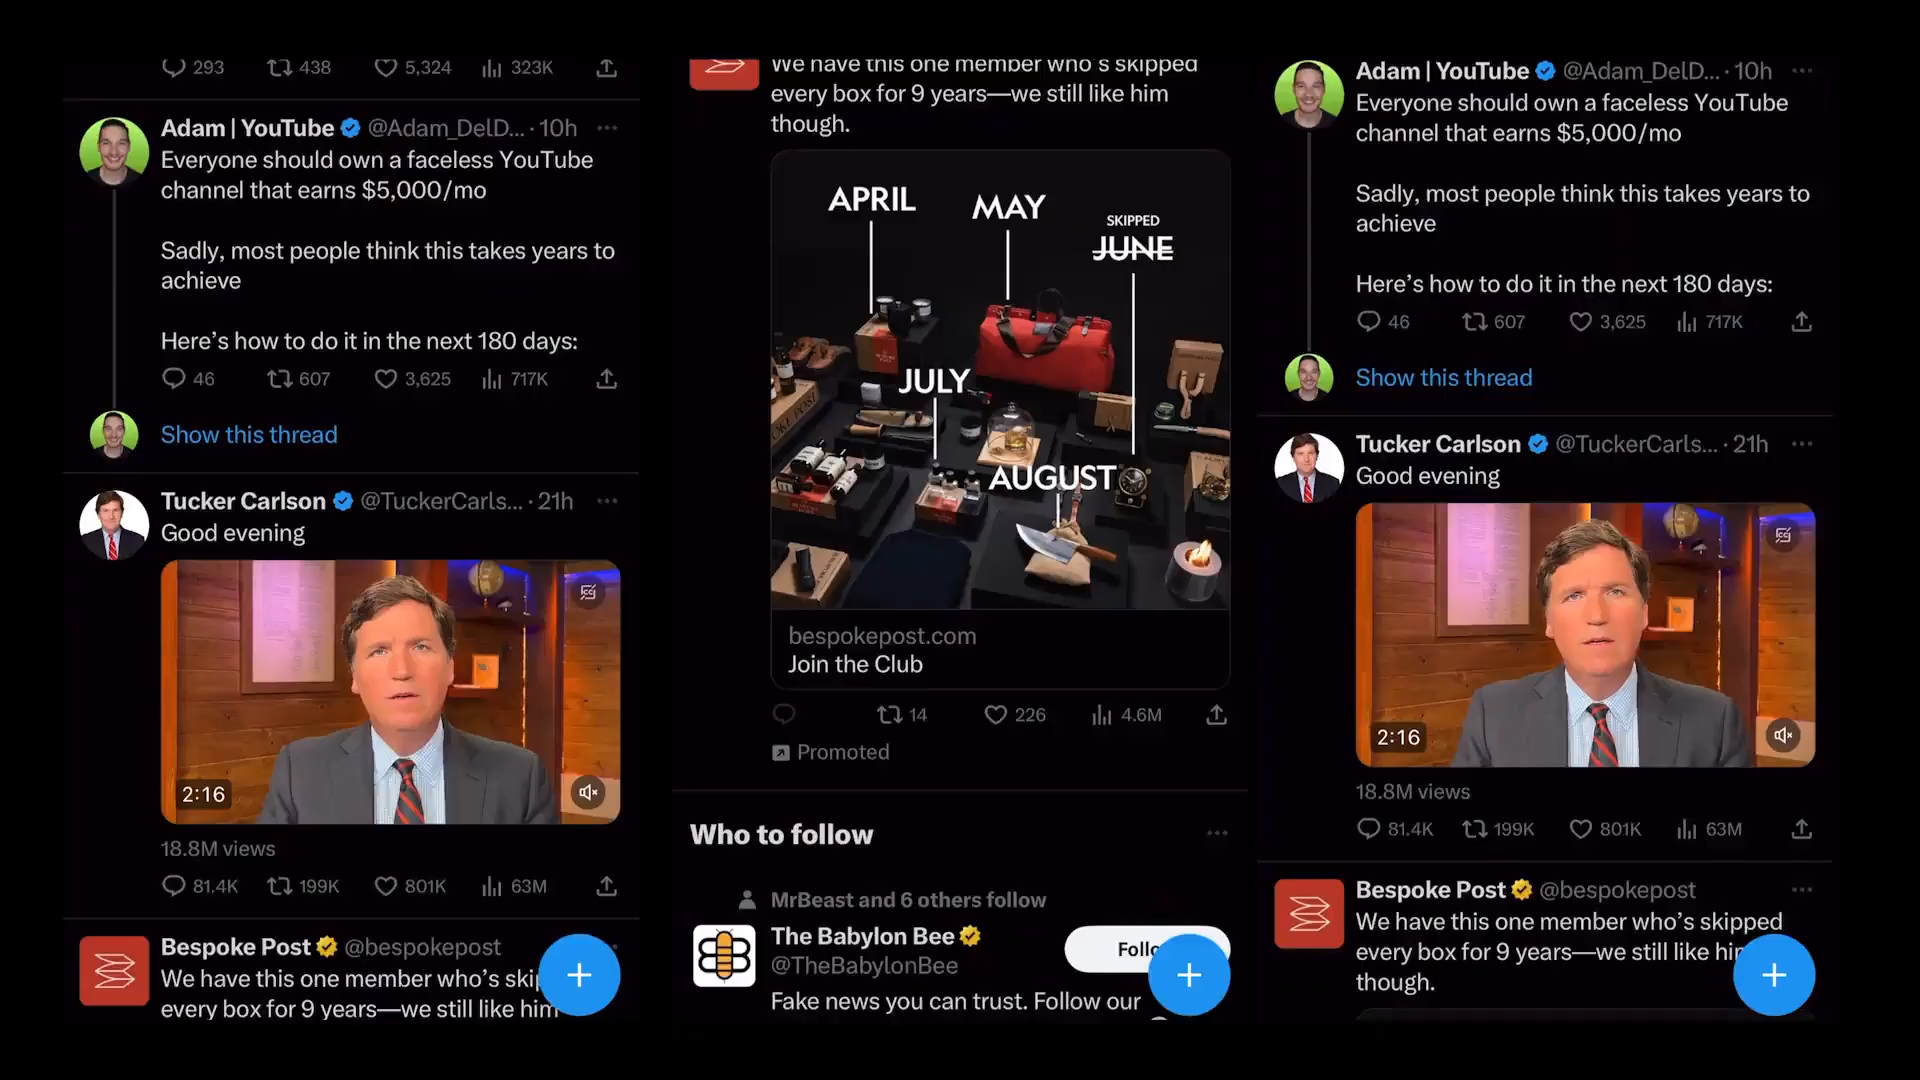 293 438 5,324 323K
Adam | YouTube @Adam_DelD... · 10h
Everyone should own a faceless YouTube
channel that earns $5,000/mo
Sadly, most people think this takes years to
achieve
Here's how to do it in the next 180 days:
46 607 3,625 717K
Show this thread
Tucker Carlson @TuckerCarls... · 21h
Good evening
2:16
18.8M views
81.4K 199K 801K 63M
Bespoke Post @bespokepost
We have this one member who's skip
every box for 9 years—we still like him
We have this one member who's skipped
every box for 9 years—we still like him
though.
APRIL
MAY
SKIPPED
JUNE
JULY
AUGUST
bespokepost.com
Join the Club
14 226 4.6M
Promoted
Who to follow
MrBeast and 6 others follow
The Babylon Bee
Follo
@TheBabylonBee
Fake news you can trust. Follow our
Adam | YouTube @Adam_DelD... · 10h
Everyone should own a faceless YouTube
channel that earns $5,000/mo
Sadly, most people think this takes years to
achieve
Here's how to do it in the next 180 days:
46 607 3,625 717K
Show this thread
Tucker Carlson @TuckerCarls... · 21h
Good evening
2:16
18.8M views
81.4K 199K 801K 63M
Bespoke Post @bespokepost
We have this one member who's skipped
every box for 9 years—we still like hi
though.